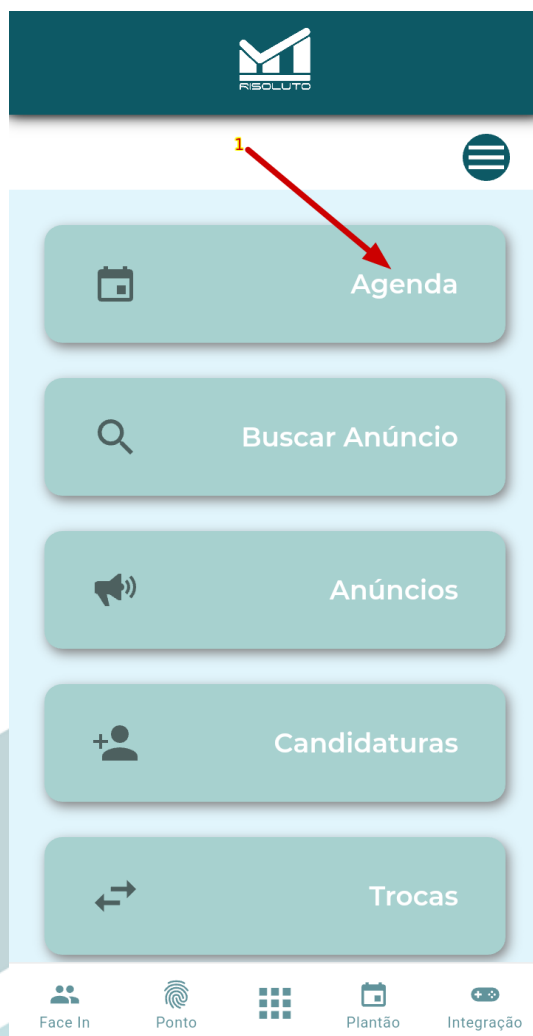 RISOLUTO
1
Agenda
Buscar Anúncio
Anúncios
Candidaturas
Trocas
Face In
Ponto
Plantão
Integração